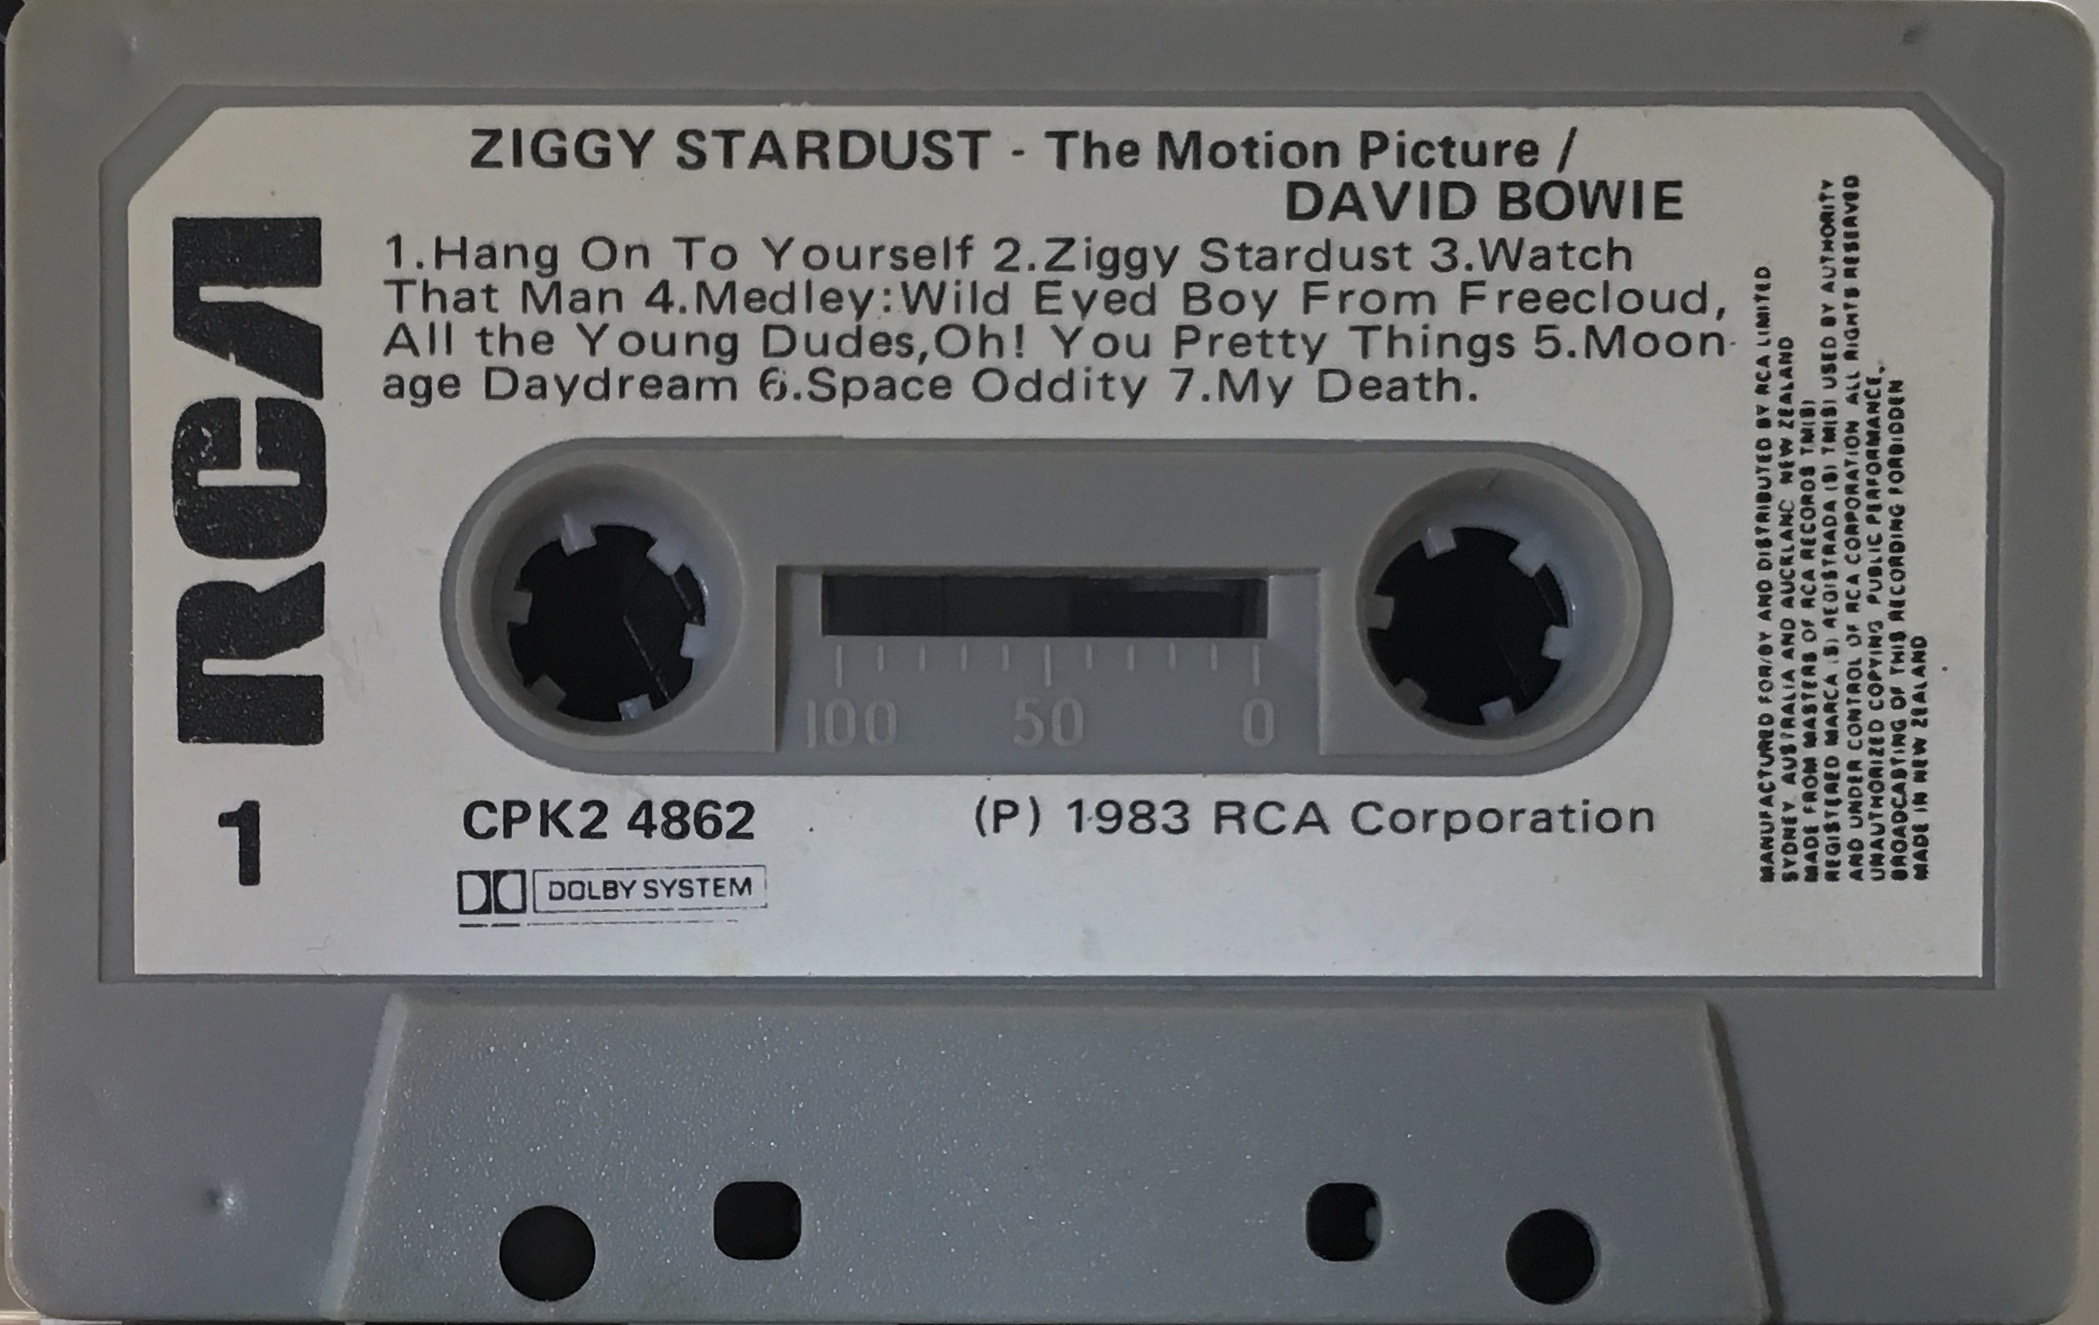 ZIGGY STARDUST - The Motion Picture /
DAVID BOWIE
1.Hang On To Yourself 2.Ziggy Stardust 3.Watch
That Man 4.Medley:Wild Eyed Boy From Freecloud,
All the Young Dudes,Oh! You Pretty Things 5.Moon-
age Daydream 6.Space Oddity 7.My Death.
RCA
1
100 50 0
CPK2 4862
(P) 1983 RCA Corporation
DOLBY SYSTEM
MANUFACTURED FOR/BY AND DISTRIBUTED BY RCA LIMITED
SYDNEY, AUSTRALIA AND AUCKLAND NEW ZEALAND
MADE FROM MASTERS OF RCA RECORDS TM(S)
REGISTERED MARCA (S) REGISTRADA (S) TM(S) USED BY AUTHORITY
AND UNDER CONTROL OF RCA CORPORATION ALL RIGHTS RESERVED
UNAUTHORIZED COPYING PUBLIC PERFORMANCE,
BROADCASTING OF THIS RECORDING FORBIDDEN
MADE IN NEW ZEALAND